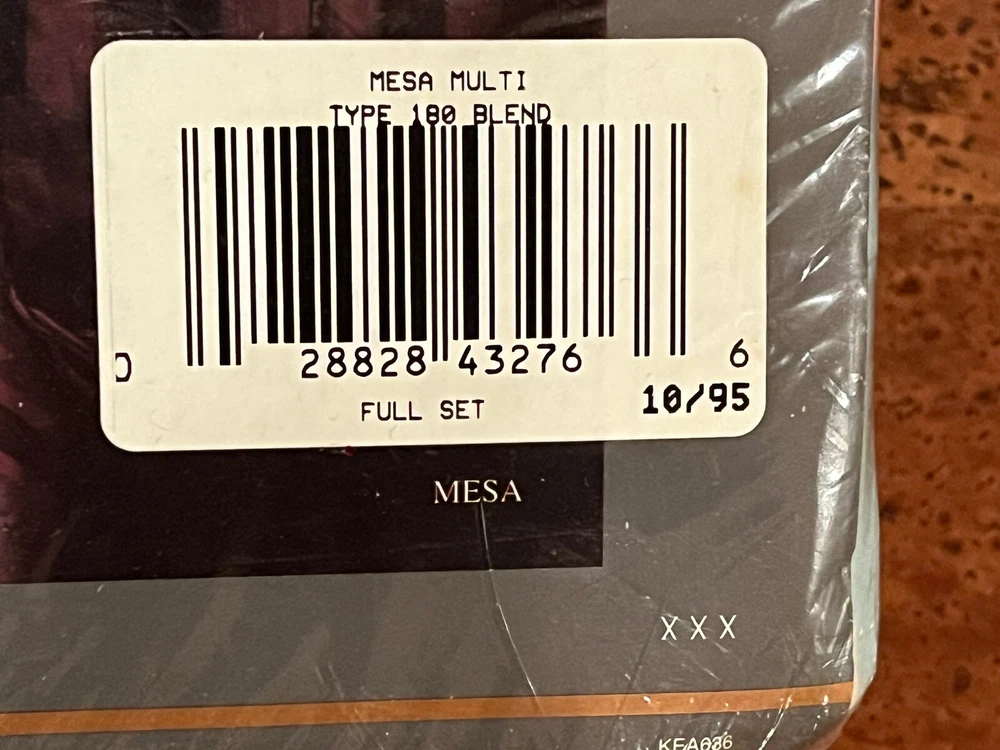 MESA MULTI
TYPE 180 BLEND
0 28828 43276 6
FULL SET
10/95
MESA
XXX